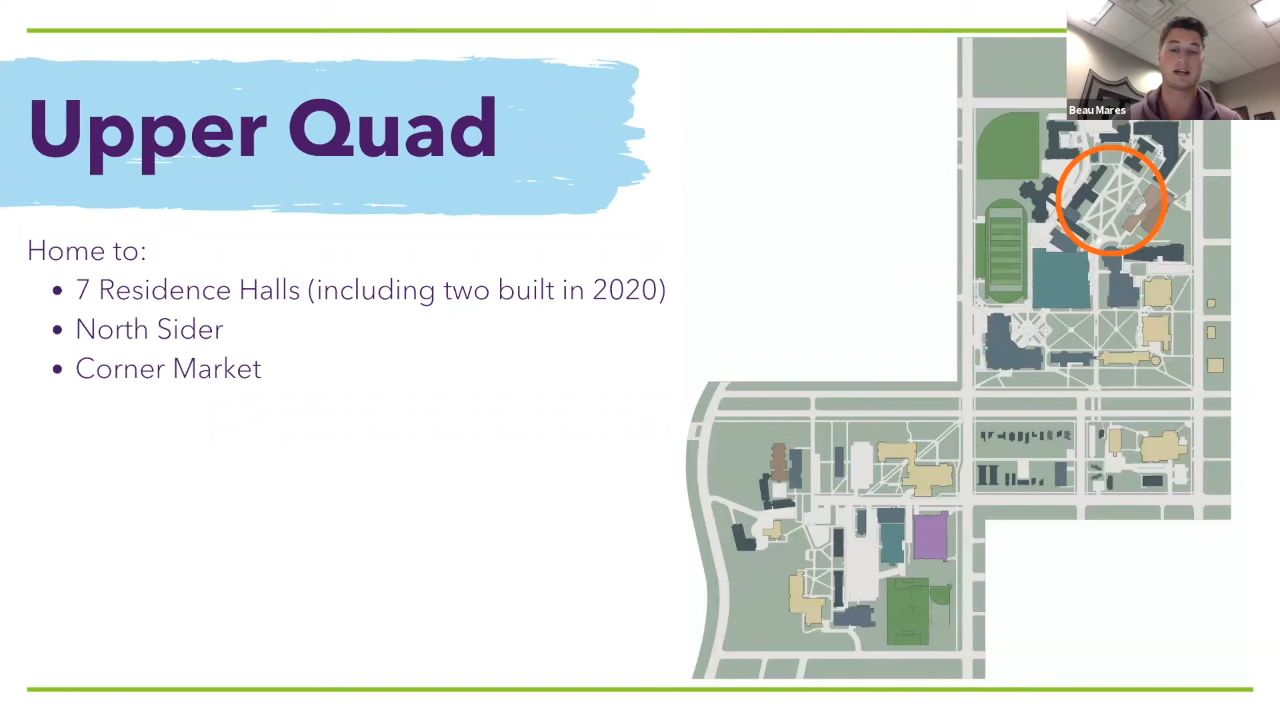 Upper Quad
Beau Mares
Home to:
• 7 Residence Halls (including two built in 2020)
• North Sider
• Corner Market